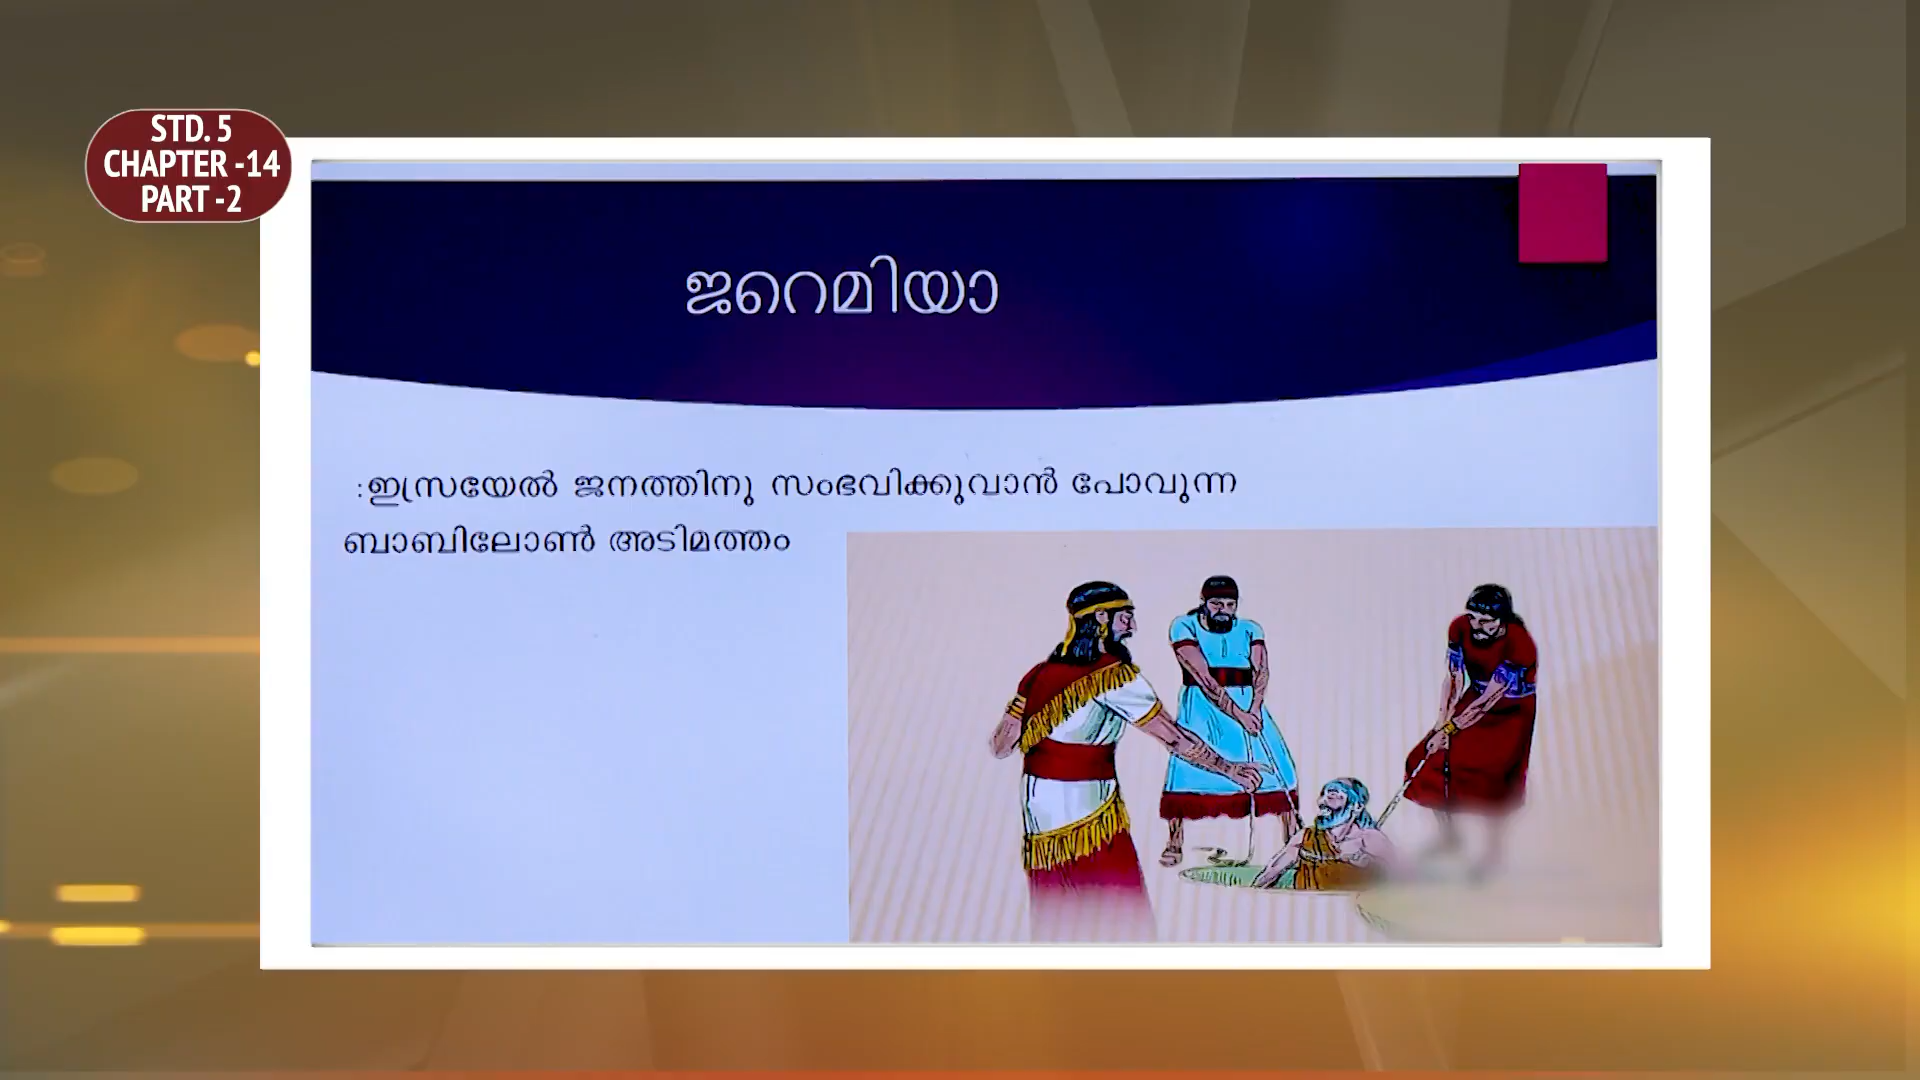 STD. 5
CHAPTER -14
PART -2
ജറെമിയാ
:ഇസ്രയേൽ ജനത്തിനു സംഭവിക്കുവാൻ പോവുന്ന
ബാബിലോൺ അടിമത്തം